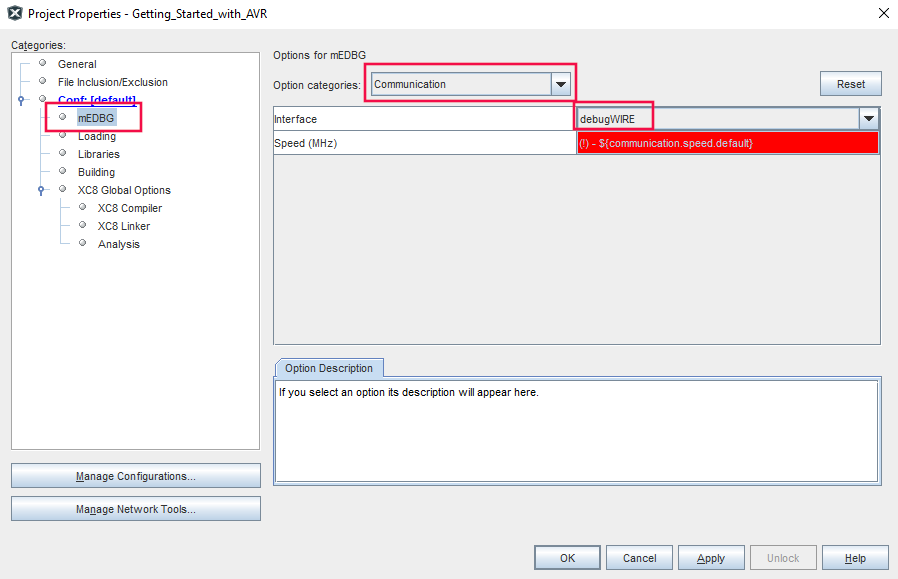 Project Properties - Getting_Started_with_AVR
Categories:
General
File Inclusion/Exclusion
Conf: [default]
mEDBG
Loading
Libraries
Building
XC8 Global Options
XC8 Compiler
XC8 Linker
Analysis
Manage Configurations...
Manage Network Tools...
Options for mEDBG
Option categories: Communication
Reset
Interface debugWIRE
Speed (MHz) (!) - ${communication.speed.default}
Option Description
If you select an option its description will appear here.
OK Cancel Apply Unlock Help